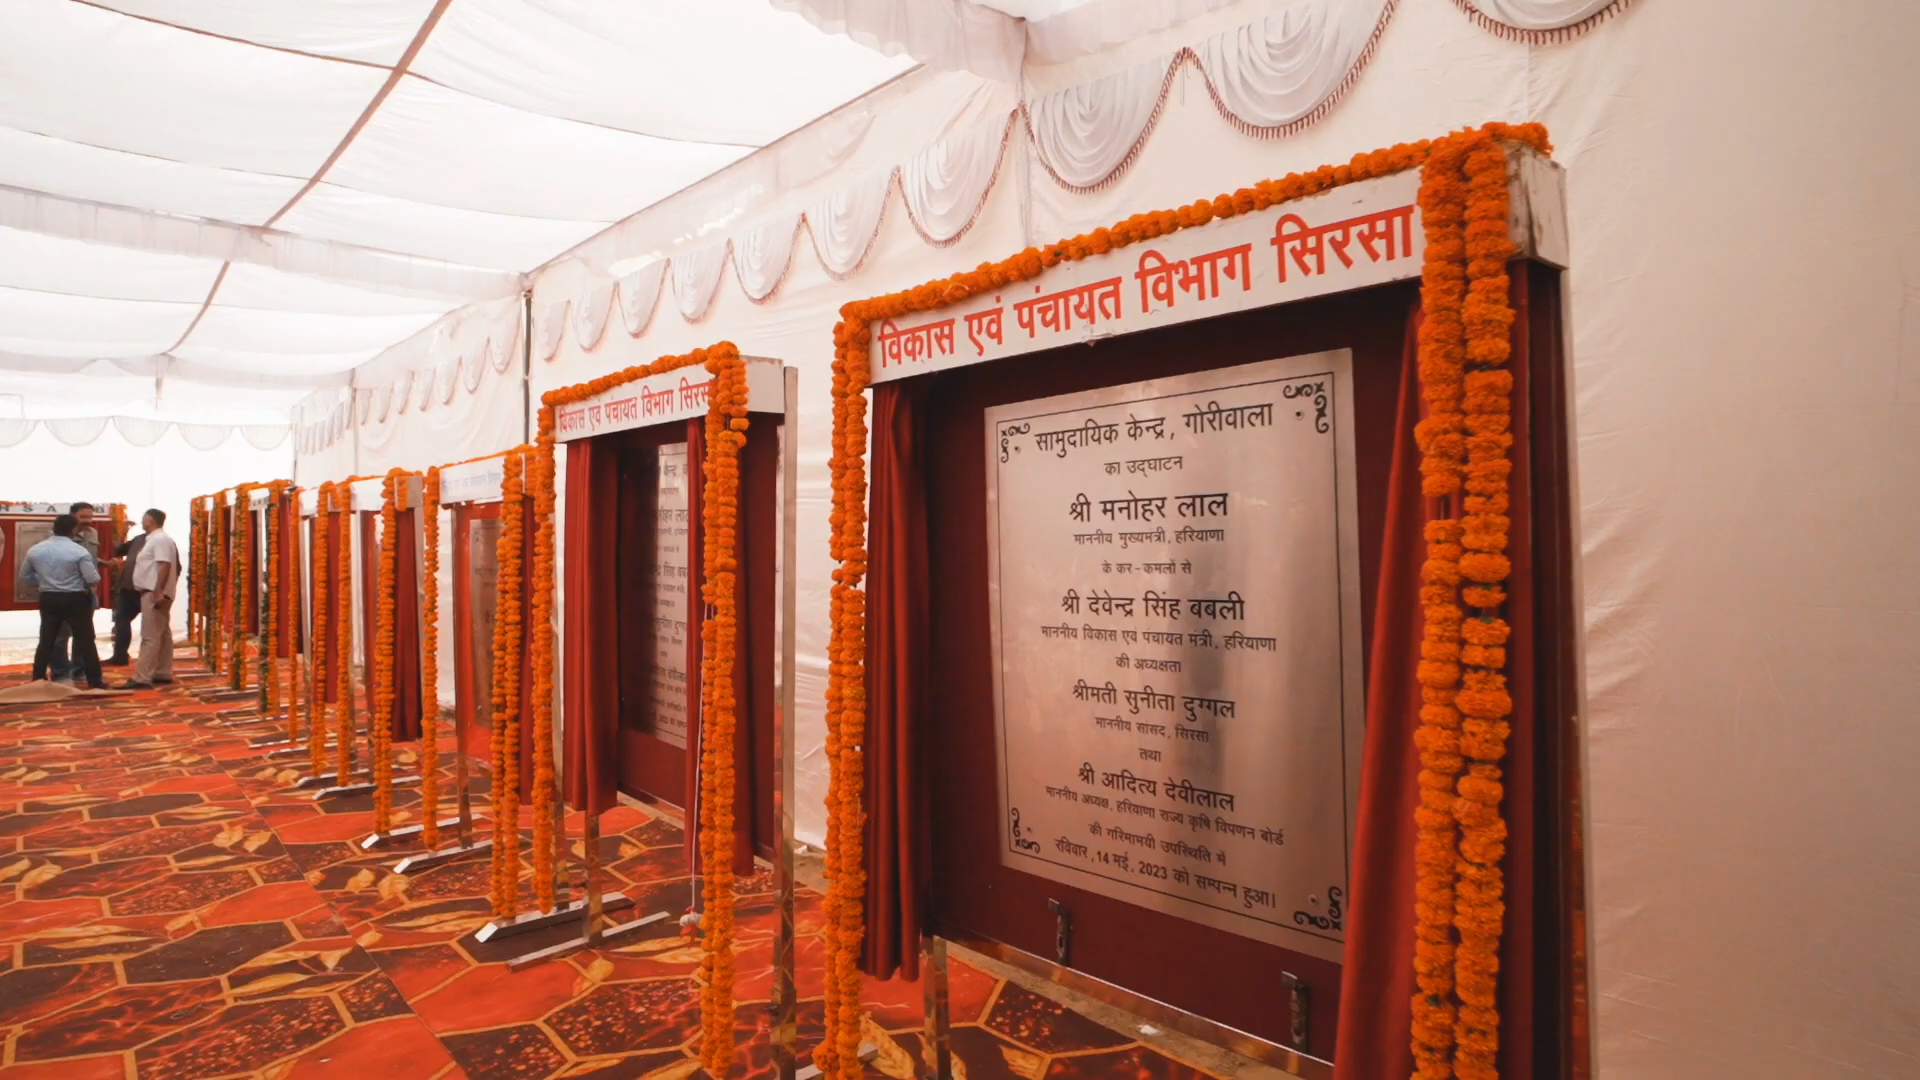 विकास एवं पंचायत विभाग सिरसा
सामुदायिक केन्द्र, गोरीवाला
का उद्घाटन
श्री मनोहर लाल
माननीय मुख्यमंत्री, हरियाणा
के कर-कमलों से
श्री देवेन्द्र सिंह बबली
माननीय विकास एवं पंचायत मंत्री, हरियाणा
की अध्यक्षता
श्रीमती सुनीता दुग्गल
माननीय सांसद, सिरसा
तथा
श्री आदित्य देवीलाल
माननीय अध्यक्ष, हरियाणा राज्य कृषि विपणन बोर्ड
की गरिमामयी उपस्थिति में
रविवार, 14 मई, 2023 को सम्पन्न हुआ।
विकास एवं पंचायत विभाग सिरस